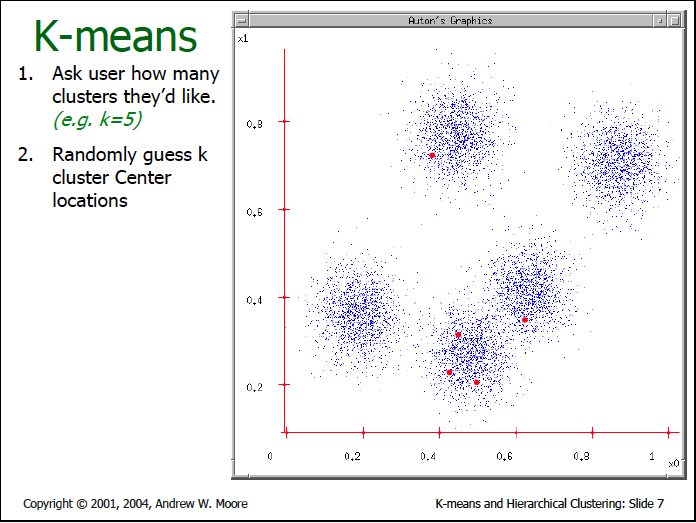 K-means
1. Ask user how many
clusters they’d like.
(e.g. k=5)
2. Randomly guess k
cluster Center
locations
Auton's Graphics
x1
0.8
0.6
0.4
0.2
0 0.2 0.4 0.6 0.8 1
x0
Copyright © 2001, 2004, Andrew W. Moore
K-means and Hierarchical Clustering: Slide 7